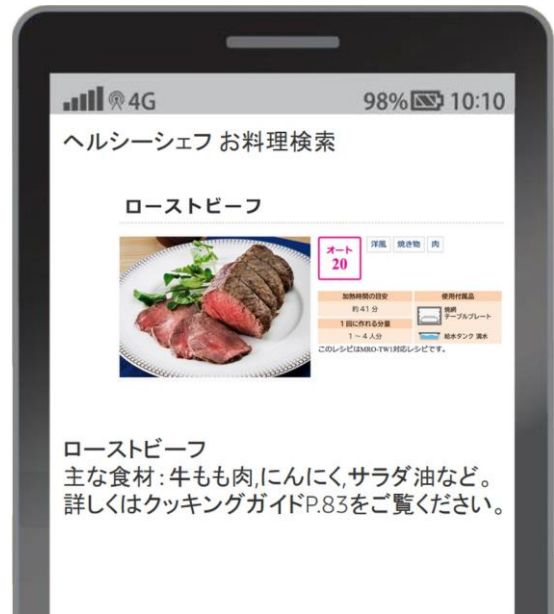 4G 98% 10:10
ヘルシーシェフ お料理検索
ローストビーフ
オート 20
洋風 焼き物 肉
加熱時間の目安 使用付属品
約41分 焼網 テーブルプレート
1回に作れる分量
1～4人分 給水タンク 満水
このレシピはMRO-TW1対応レシピです。
ローストビーフ
主な食材:牛もも肉,にんにく,サラダ油など。
詳しくはクッキングガイドP.83をご覧ください。